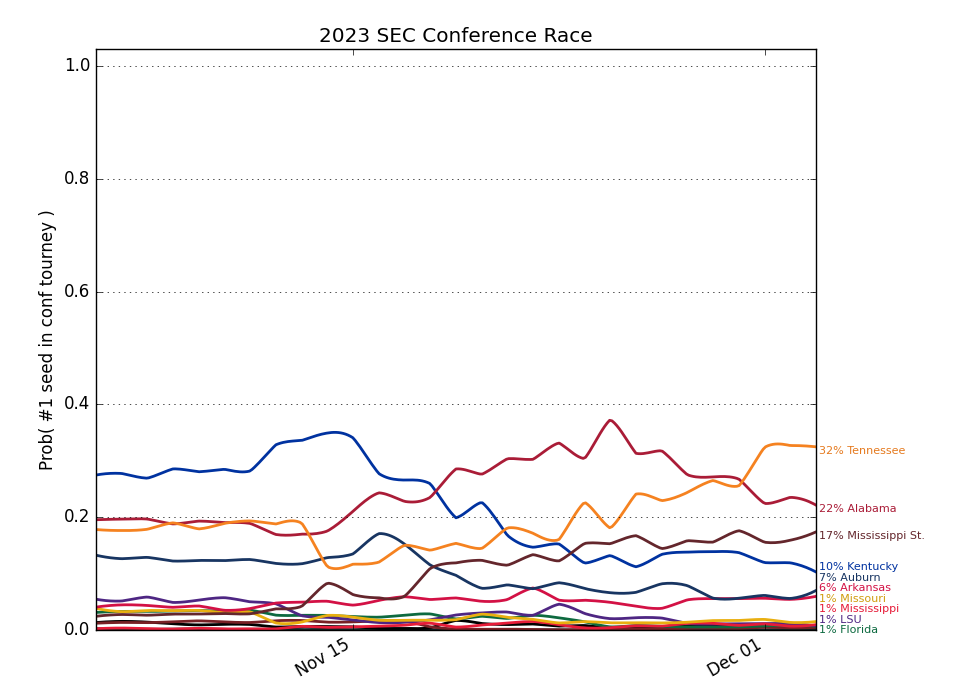 2023 SEC Conference Race
Prob( #1 seed in conf tourney )
1.0
0.8
0.6
0.4
0.2
0.0
Nov 15
Dec 01
32% Tennessee
22% Alabama
17% Mississippi St.
10% Kentucky
7% Auburn
6% Arkansas
1% Missouri
1% Mississippi
1% LSU
1% Florida